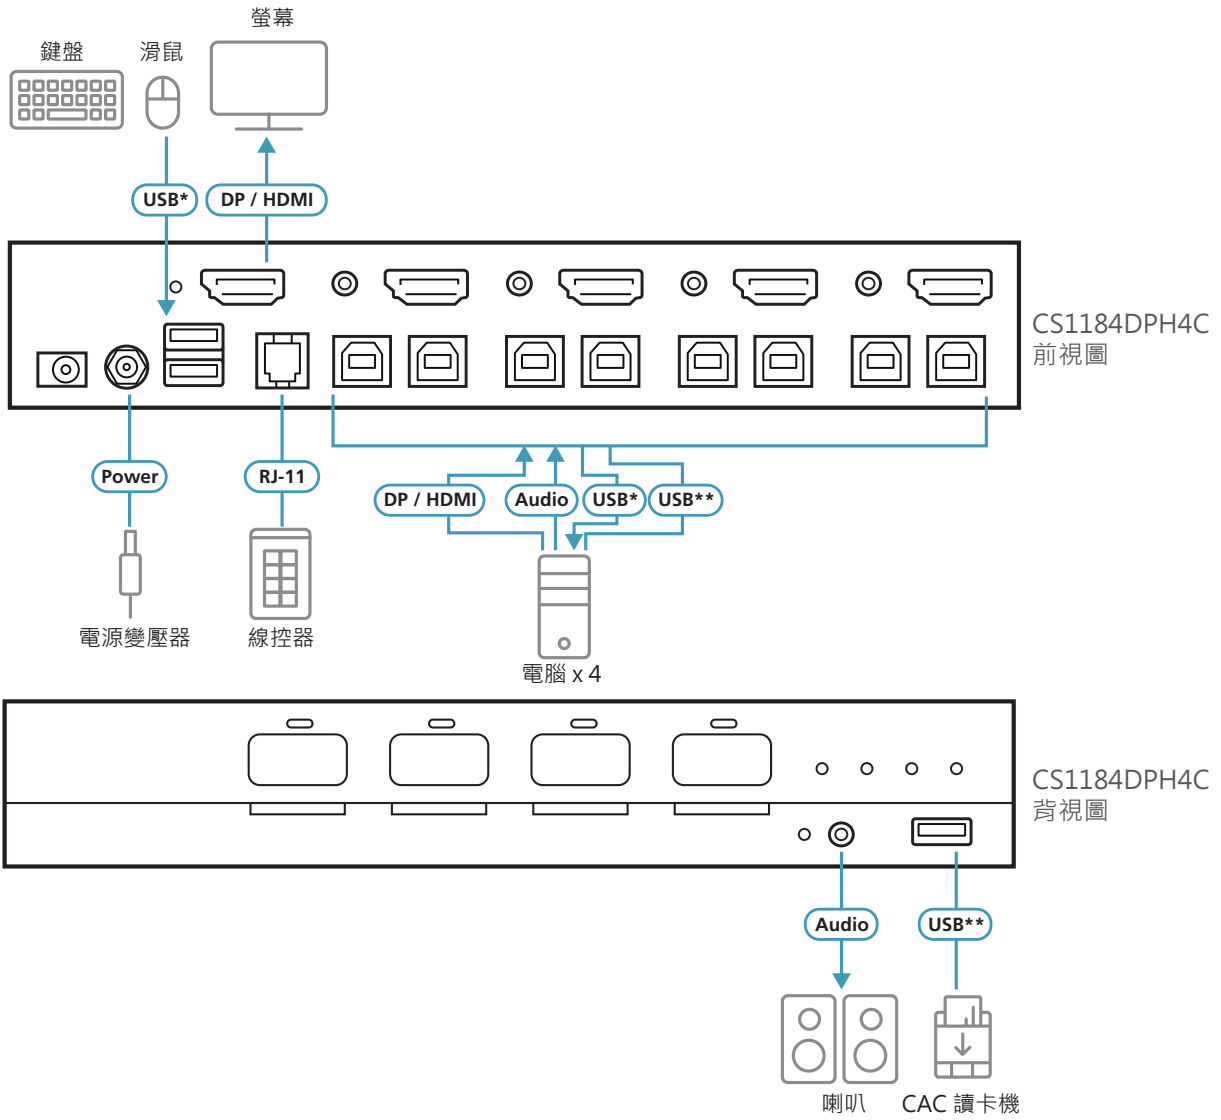 螢幕
鍵盤
滑鼠
USB*
DP / HDMI
CS1184DPH4C
前視圖
Power
RJ-11
DP / HDMI
Audio
USB*
USB**
電源變壓器
線控器
電腦 x 4
CS1184DPH4C
背視圖
Audio
USB**
喇叭
CAC 讀卡機